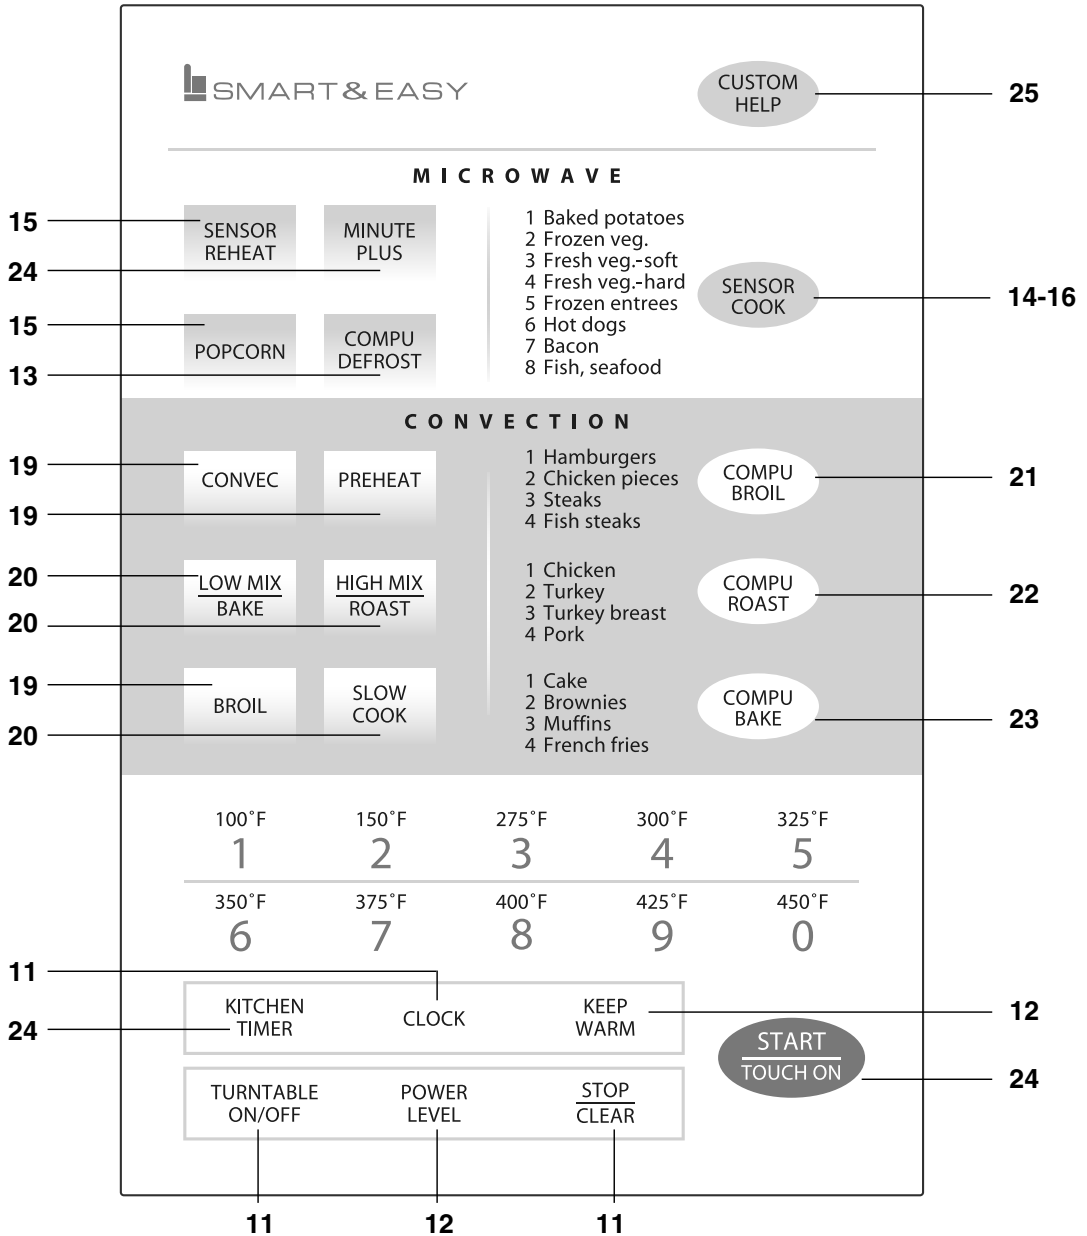 SMART & EASY
CUSTOM
HELP
25
MICROWAVE
15
SENSOR
REHEAT
MINUTE
PLUS
24
1 Baked potatoes
2 Frozen veg.
3 Fresh veg.-soft
4 Fresh veg.-hard
5 Frozen entrees
6 Hot dogs
7 Bacon
8 Fish, seafood
SENSOR
COOK
14-16
15
POPCORN
COMPU
DEFROST
13
CONVECTION
19
CONVEC
PREHEAT
19
1 Hamburgers
2 Chicken pieces
3 Steaks
4 Fish steaks
COMPU
BROIL
21
20
LOW MIX
BAKE
HIGH MIX
ROAST
20
1 Chicken
2 Turkey
3 Turkey breast
4 Pork
COMPU
ROAST
22
19
BROIL
SLOW
COOK
20
1 Cake
2 Brownies
3 Muffins
4 French fries
COMPU
BAKE
23
100˚F 150˚F 275˚F 300˚F 325˚F
1 2 3 4 5
350˚F 375˚F 400˚F 425˚F 450˚F
6 7 8 9 0
11
KITCHEN
TIMER
24
CLOCK
KEEP
WARM
12
START
TOUCH ON
24
TURNTABLE
ON/OFF
POWER
LEVEL
STOP
CLEAR
11 12 11